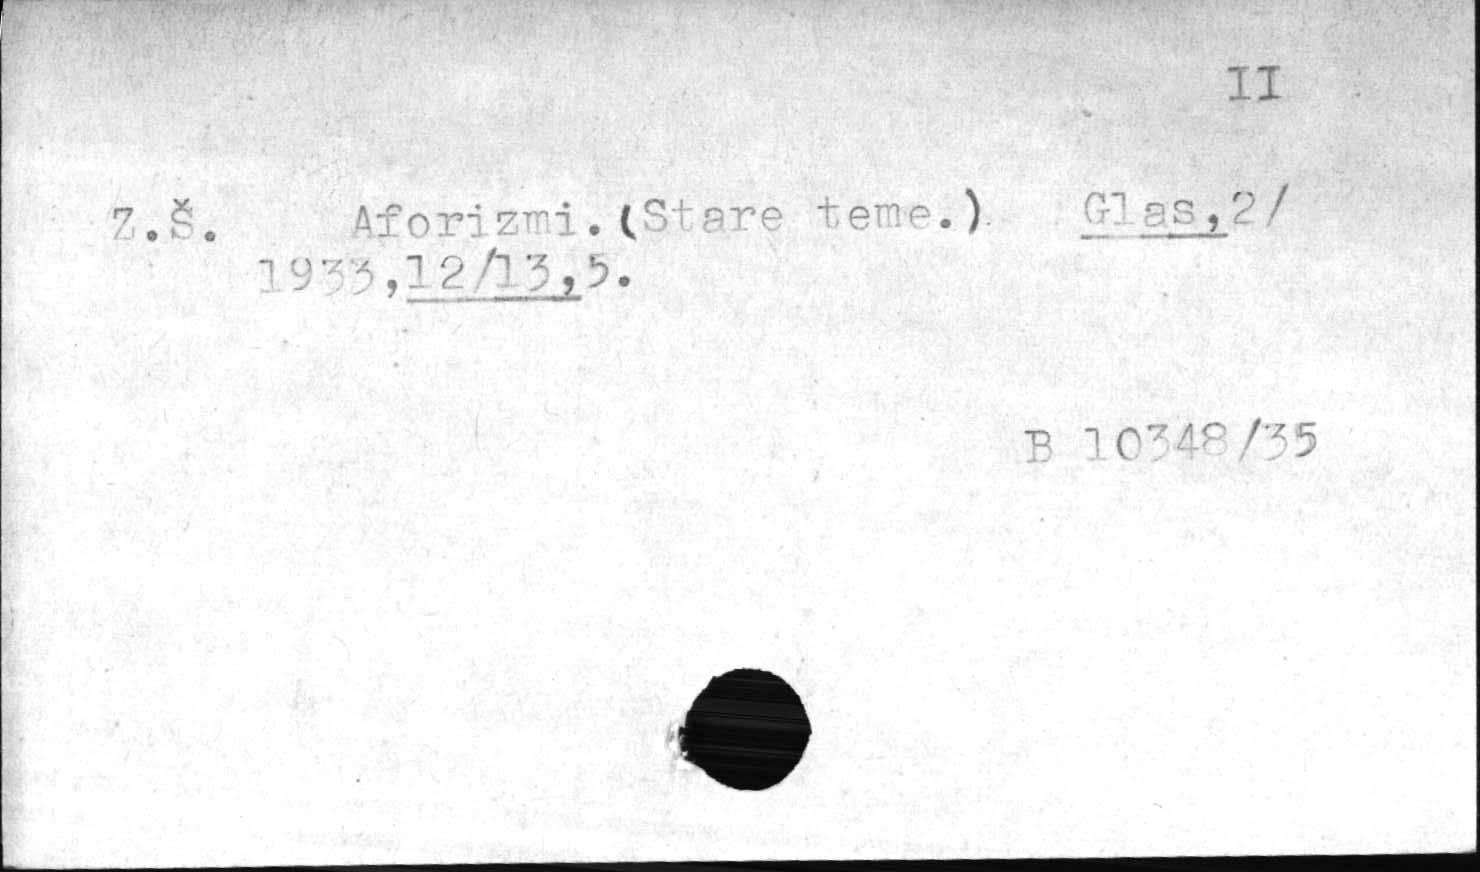 II
Z.Š. Aforizmi.(Stare teme.) Glas,2/
1933,12/13,5.
B 10348/35